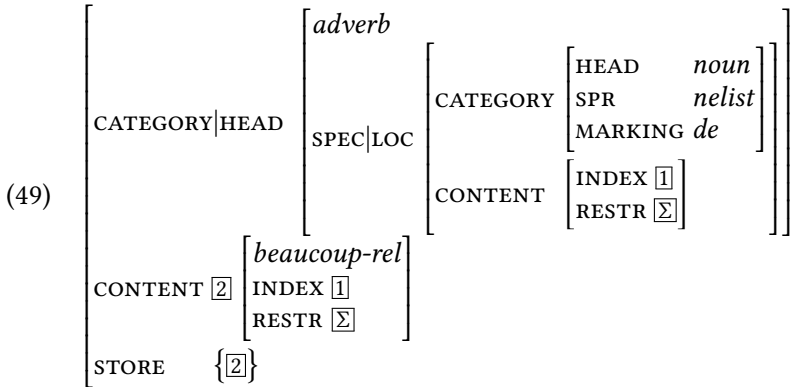 adverb
HEAD noun
CATEGORY SPR nelist
MARKING de
CATEGORY|HEAD
SPEC|LOC
INDEX 1
CONTENT
RESTR Σ
(49)
beaucoup-rel
CONTENT 2 INDEX 1
RESTR Σ
STORE {2}